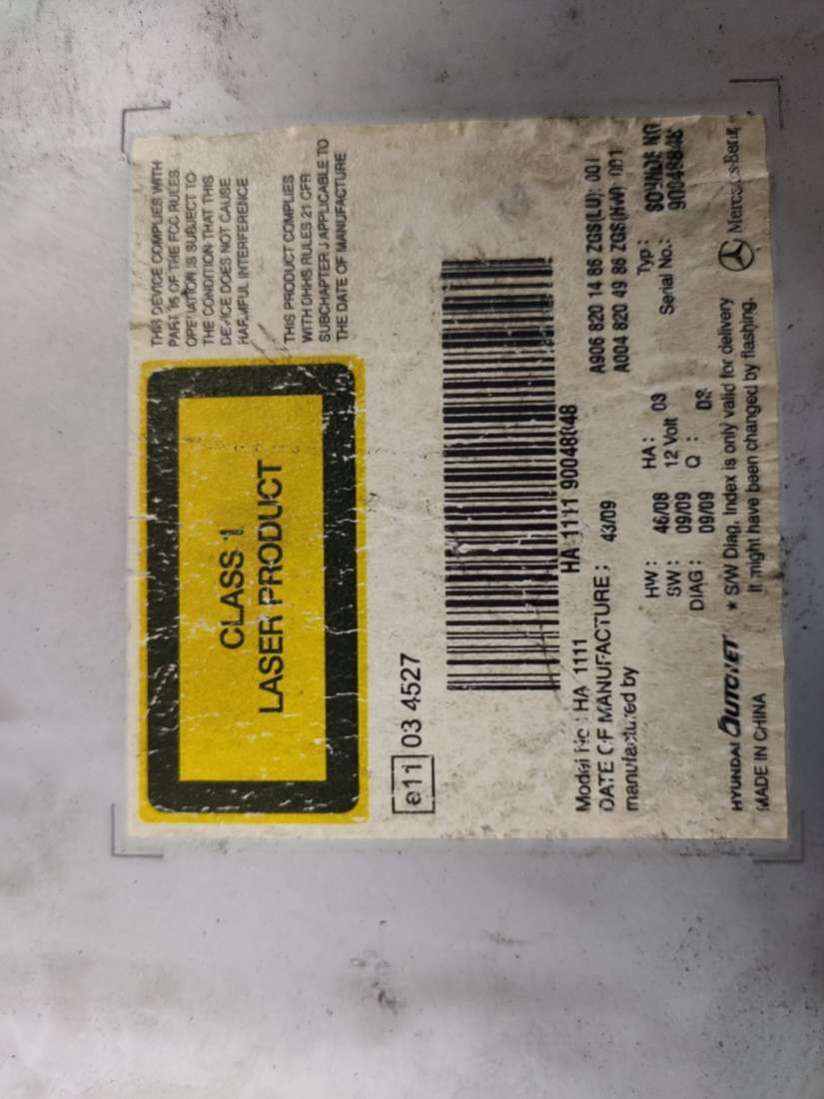 CLASS 1
LASER PRODUCT
THIS DEVICE COMPLIES WITH
PART 15 OF THE FCC RULES.
OPERATION IS SUBJECT TO
THE CONDITION THAT THIS
DEVICE DOES NOT CAUSE
HARMFUL INTERFERENCE
THIS PRODUCT COMPLIES
WITH DHHS RULES 21 CFR
SUBCHAPTER J APPLICABLE TO
THE DATE OF MANUFACTURE
e11 03 4527
HA 1111 90048848
Model No : HA 1111
DATE OF MANUFACTURE : 43/09
manufactured by
A906 820 14 86 ZGS(LU): 001
A004 820 49 86 ZGS(HW): 001
HW: 46/08 HA: 03 Typ:
SW: 09/09 12 Volt Serial No.: 90048848
DIAG: 09/09 Q : D2
HYUNDAI AUTONET
MADE IN CHINA
* S/W Diag. Index is only valid for delivery
It might have been changed by flashing.
Mercedes-Benz